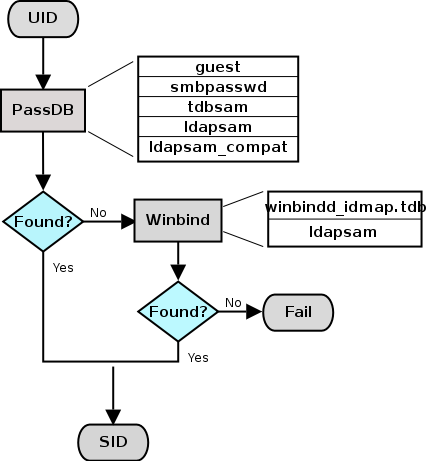 UID
PassDB
guest
smbpasswd
tdbsam
ldapsam
ldapsam_compat
Found?
No
Winbind
winbindd_idmap.tdb
ldapsam
Yes
Found?
No
Fail
Yes
SID